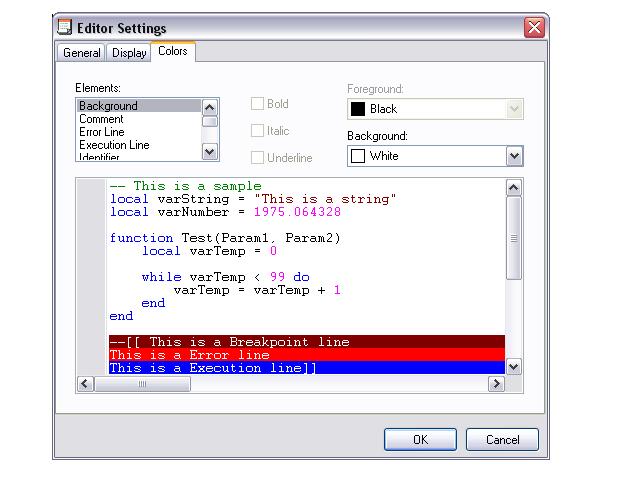 Editor Settings
General Display Colors
Elements:
Background
Comment
Error Line
Execution Line
Identifier
Bold
Italic
Underline
Foreground:
Black
Background:
White
-- This is a sample
local varString = "This is a string"
local varNumber = 1975.064328
function Test(Param1, Param2)
local varTemp = 0
while varTemp < 99 do
varTemp = varTemp + 1
end
end
--[[ This is a Breakpoint line
This is a Error line
This is a Execution line]]
OK Cancel